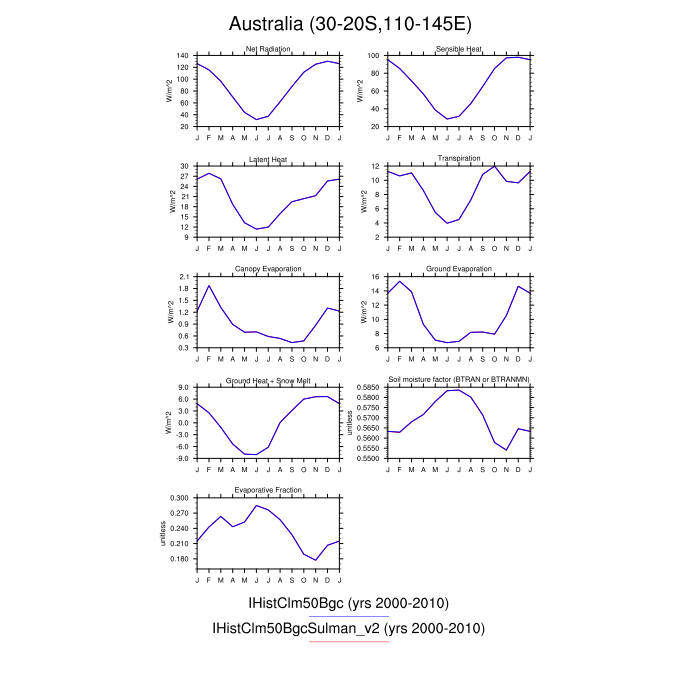 Australia (30-20S,110-145E)
Net Radiation
W/m^2
140
120
100
80
60
40
20
J F M A M J J A S O N D J
Sensible Heat
W/m^2
100
80
60
40
20
J F M A M J J A S O N D J
Latent Heat
W/m^2
30
27
24
21
18
15
12
9
J F M A M J J A S O N D J
Transpiration
W/m^2
12
10
8
6
4
2
J F M A M J J A S O N D J
Canopy Evaporation
W/m^2
2.1
1.8
1.5
1.2
0.9
0.6
0.3
J F M A M J J A S O N D J
Ground Evaporation
W/m^2
16
14
12
10
8
6
J F M A M J J A S O N D J
Ground Heat + Snow Melt
W/m^2
9.0
6.0
3.0
0.0
-3.0
-6.0
-9.0
J F M A M J J A S O N D J
Soil moisture factor (BTRAN or BTRANMN)
unitless
0.5850
0.5800
0.5750
0.5700
0.5650
0.5600
0.5550
0.5500
J F M A M J J A S O N D J
Evaporative Fraction
unitless
0.300
0.270
0.240
0.210
0.180
J F M A M J J A S O N D J
IHistClm50Bgc (yrs 2000-2010)
IHistClm50BgcSulman_v2 (yrs 2000-2010)